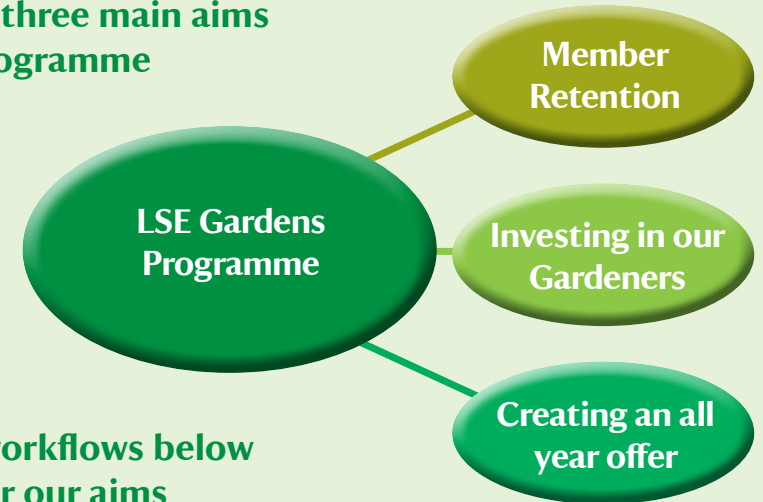 three main aims
ogramme
Member
Retention
LSE Gardens
Programme
Investing in our
Gardeners
Creating an all
year offer
workflows below
r our aims